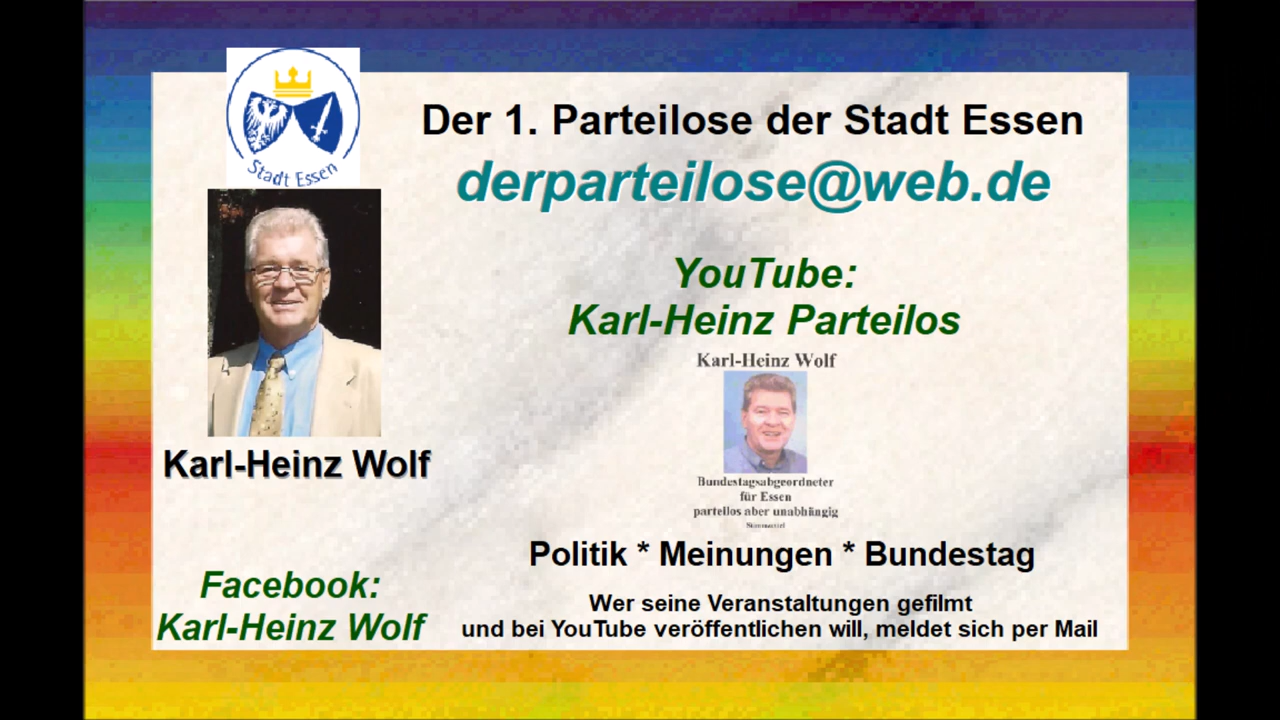 Stadt Essen
Der 1. Parteilose der Stadt Essen
derparteilose@web.de
YouTube:
Karl-Heinz Parteilos
Karl-Heinz Wolf
Bundestagsabgeordneter
für Essen
parteilos aber unabhängig
Karl-Heinz Wolf
Politik * Meinungen * Bundestag
Facebook:
Karl-Heinz Wolf
Wer seine Veranstaltungen gefilmt
und bei YouTube veröffentlichen will, meldet sich per Mail